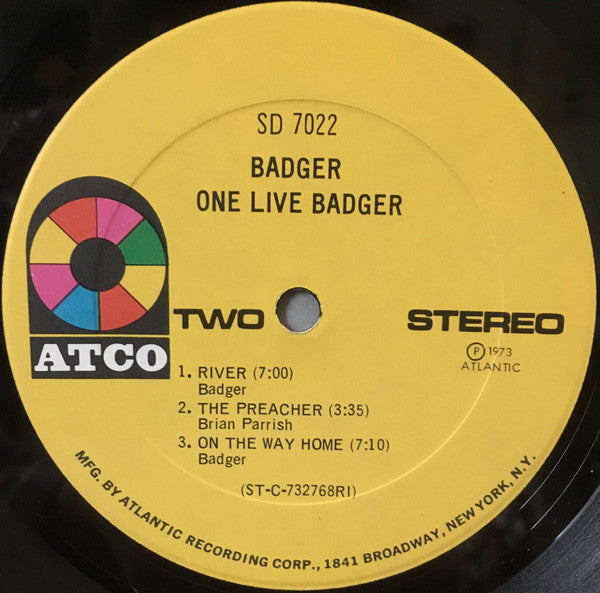 SD 7022
BADGER
ONE LIVE BADGER
ATCO
TWO
STEREO
℗ 1973
ATLANTIC
1. RIVER (7:00)
Badger
2. THE PREACHER (3:35)
Brian Parrish
3. ON THE WAY HOME (7:10)
Badger
(ST-C-732768RI)
MFG. BY ATLANTIC RECORDING CORP., 1841 BROADWAY, NEW YORK, N.Y.